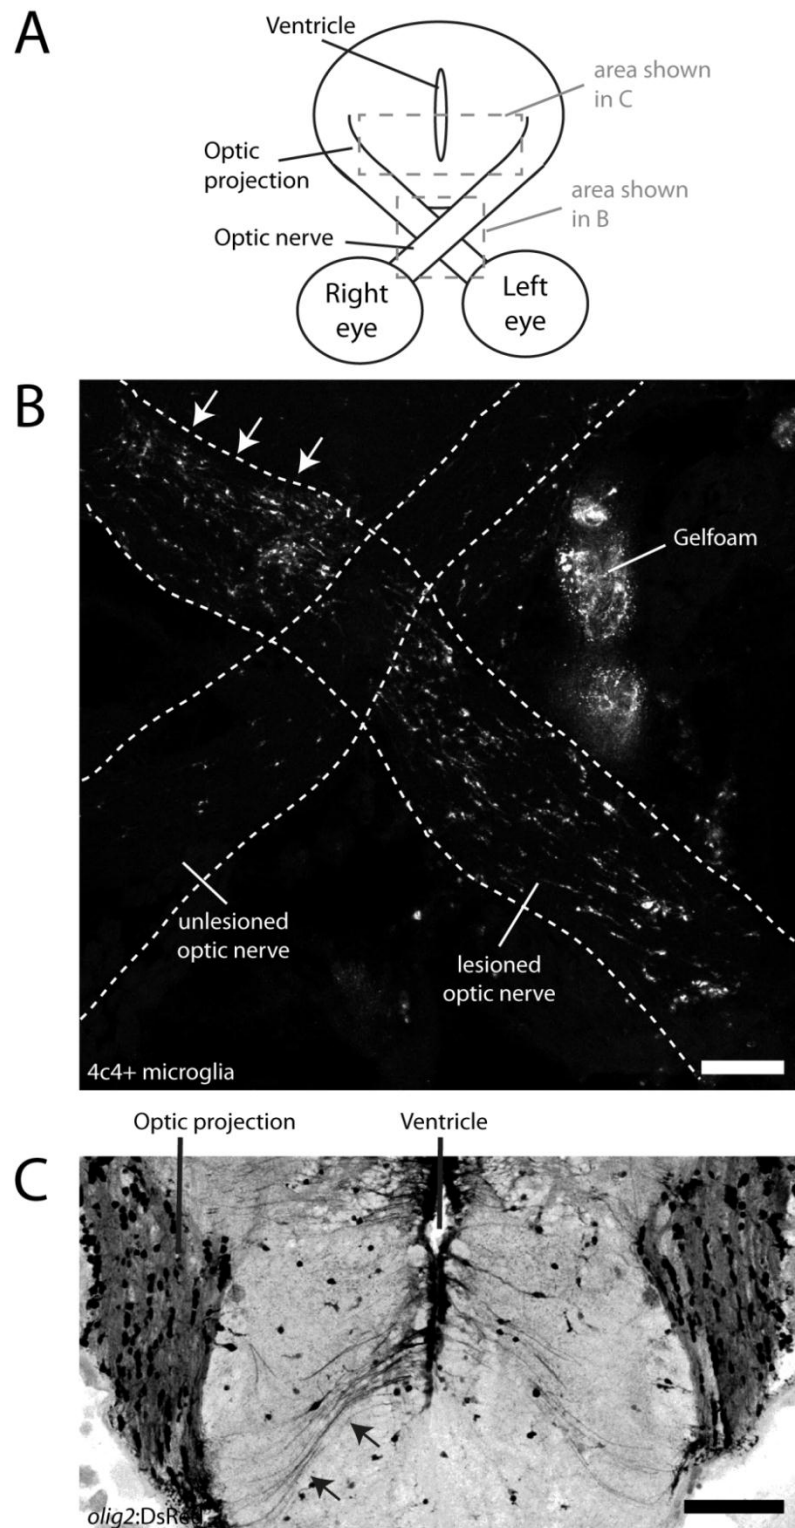 A
Ventricle
area shown
in C
Optic
projection
area shown
in B
Optic nerve
Right
eye
Left
eye
B
Gelfoam
unlesioned
optic nerve
lesioned
optic nerve
4c4+ microglia
Optic projection
Ventricle
C
olig2:DsRed